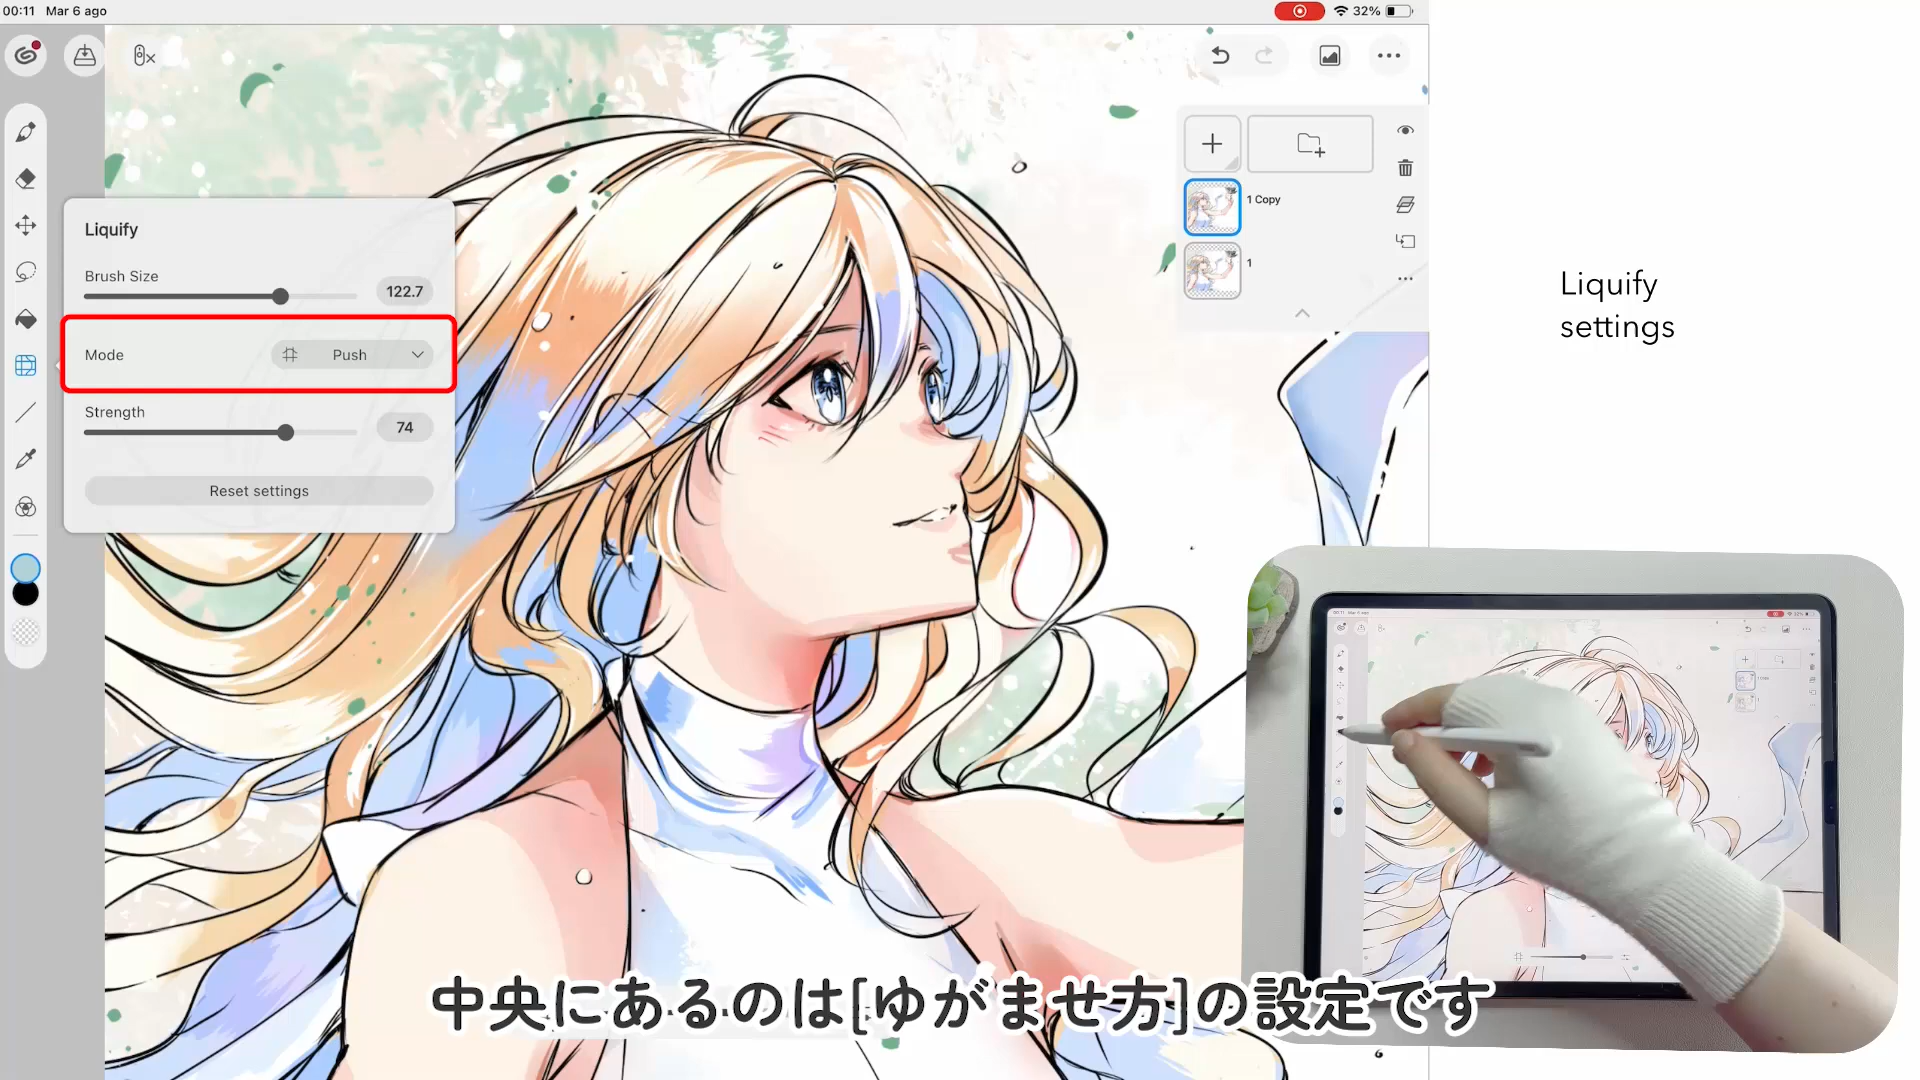 00:11 Mar 6 ago
32%
Liquify
Brush Size
122.7
Mode
Push
Strength
74
Reset settings
1 Copy
1
Liquify
settings
中央にあるのは[ゆがませ方]の設定です